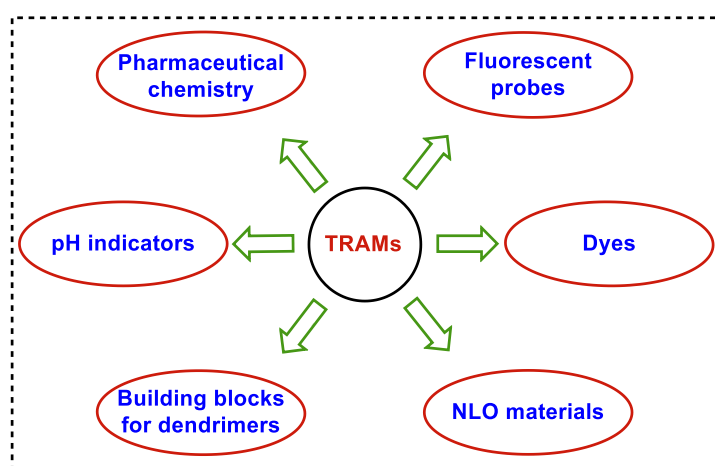 Pharmaceutical
chemistry
Fluorescent
probes
pH indicators
TRAMs
Dyes
Building blocks
for dendrimers
NLO materials